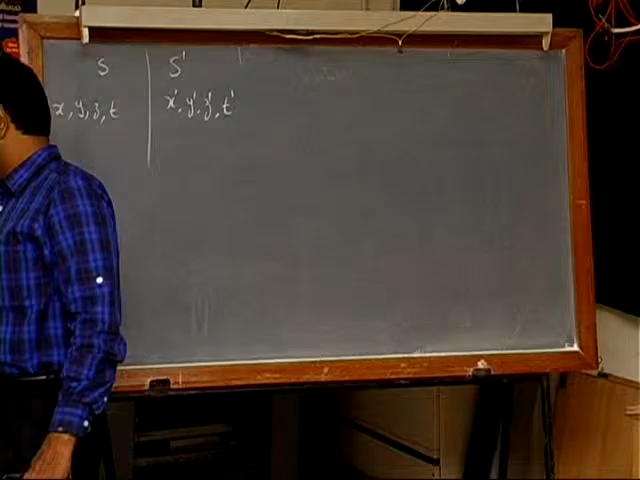 S S'
x, y, z, t x', y', z', t'